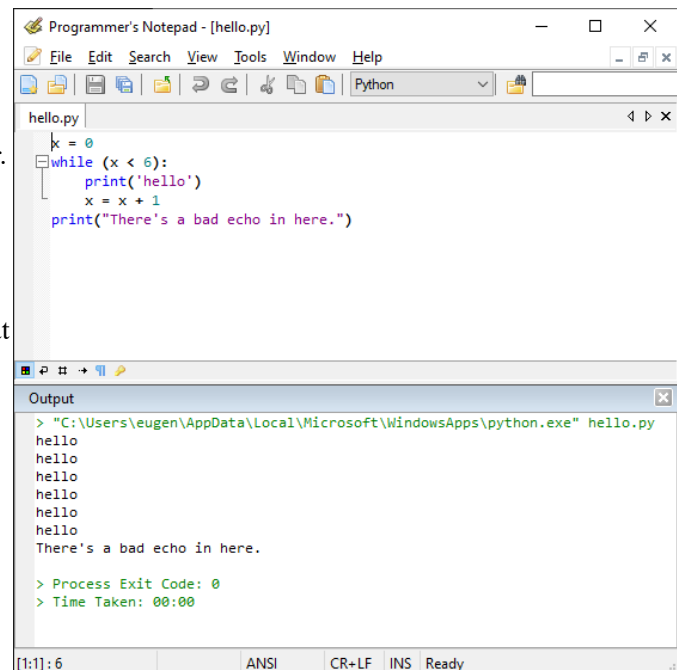 Programmer's Notepad - [hello.py]
File Edit Search View Tools Window Help
Python
hello.py
x = 0
while (x < 6):
    print('hello')
    x = x + 1
print("There's a bad echo in here.")
Output
> "C:\Users\eugen\AppData\Local\Microsoft\WindowsApps\python.exe" hello.py
hello
hello
hello
hello
hello
hello
There's a bad echo in here.
> Process Exit Code: 0
> Time Taken: 00:00
[1:1] : 6 ANSI CR+LF INS Ready